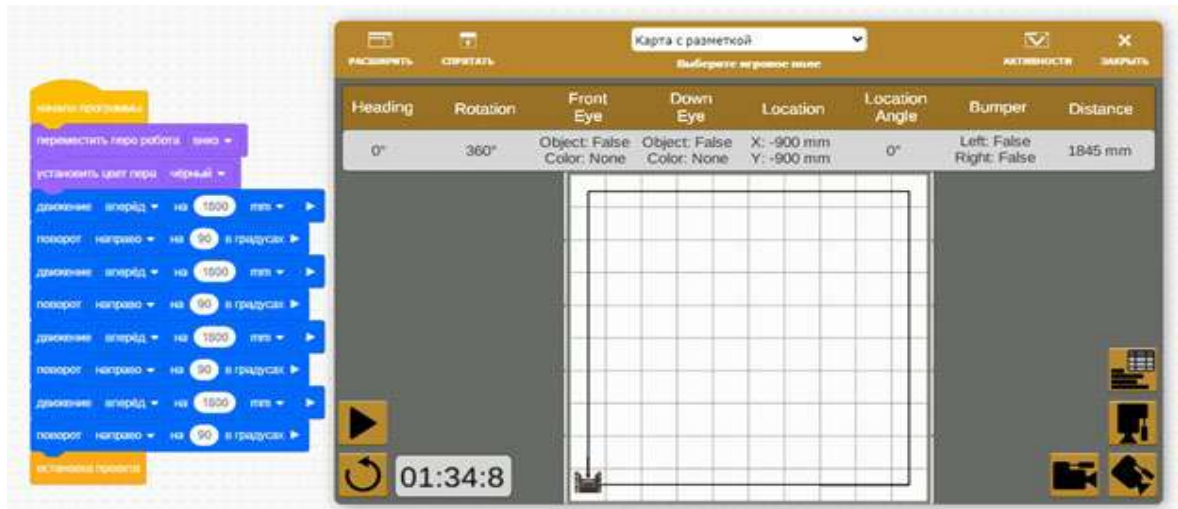 начало программы
переместить перо робота вниз
установить цвет пера чёрный
движение вперёд на 1800 mm
поворот направо на 90 в градусах
движение вперёд на 1800 mm
поворот направо на 90 в градусах
движение вперёд на 1800 mm
поворот направо на 90 в градусах
движение вперёд на 1800 mm
поворот направо на 90 в градусах
остановка проекта
РАСШИРИТЬ
СПРЯТАТЬ
Карта с разметкой
Выберите игровое поле
АКТИВНОСТИ
ЗАКРЫТЬ
Heading Rotation Front Eye Down Eye Location Location Angle Bumper Distance
0° 360° Object: False Color: None Object: False Color: None X: -900 mm Y: -900 mm 0° Left: False Right: False 1845 mm
01:34:8